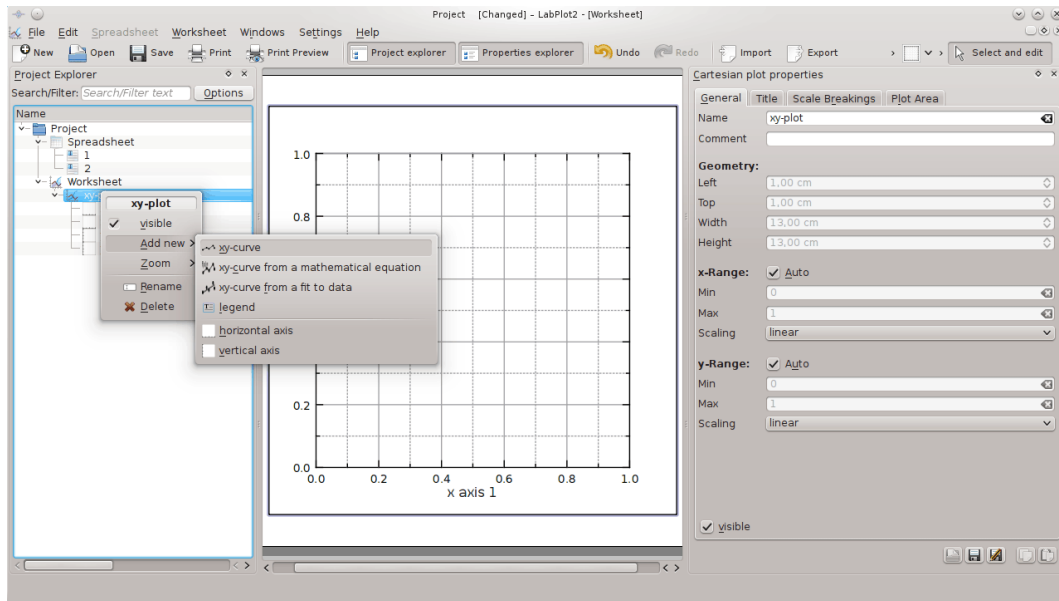 Project [Changed] – LabPlot2 - [Worksheet]
File Edit Spreadsheet Worksheet Windows Settings Help
New Open Save Print Print Preview Project explorer Properties explorer Undo Redo Import Export Select and edit
Project Explorer
Search/Filter: Search/Filter text Options
Name
Project
Spreadsheet
1
2
Worksheet
xy-plot
visible
Add new
Zoom
Rename
Delete
xy-curve
xy-curve from a mathematical equation
xy-curve from a fit to data
legend
horizontal axis
vertical axis
1.0
0.8
0.2
0.0
0.0 0.2 0.4 0.6 0.8 1.0
x axis 1
Cartesian plot properties
General Title Scale Breakings Plot Area
Name xy-plot
Comment
Geometry:
Left 1,00 cm
Top 1,00 cm
Width 13,00 cm
Height 13,00 cm
x-Range: Auto
Min 0
Max 1
Scaling linear
y-Range: Auto
Min 0
Max 1
Scaling linear
visible